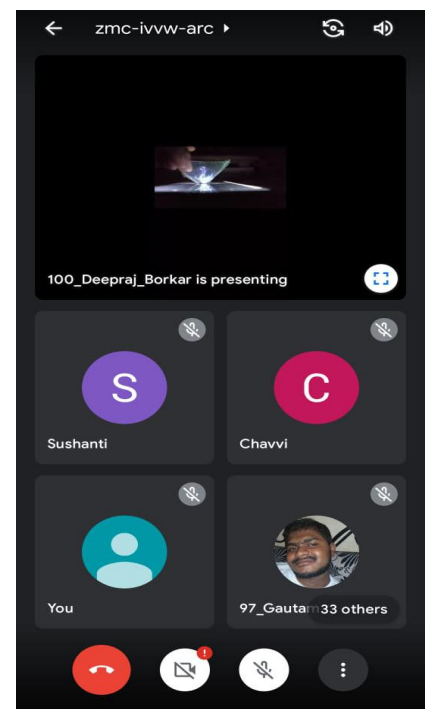 zmc-ivvw-arc
100_Deepraj_Borkar is presenting
S
C
Sushanti
Chavvi
You
97_Gautam
33 others
!